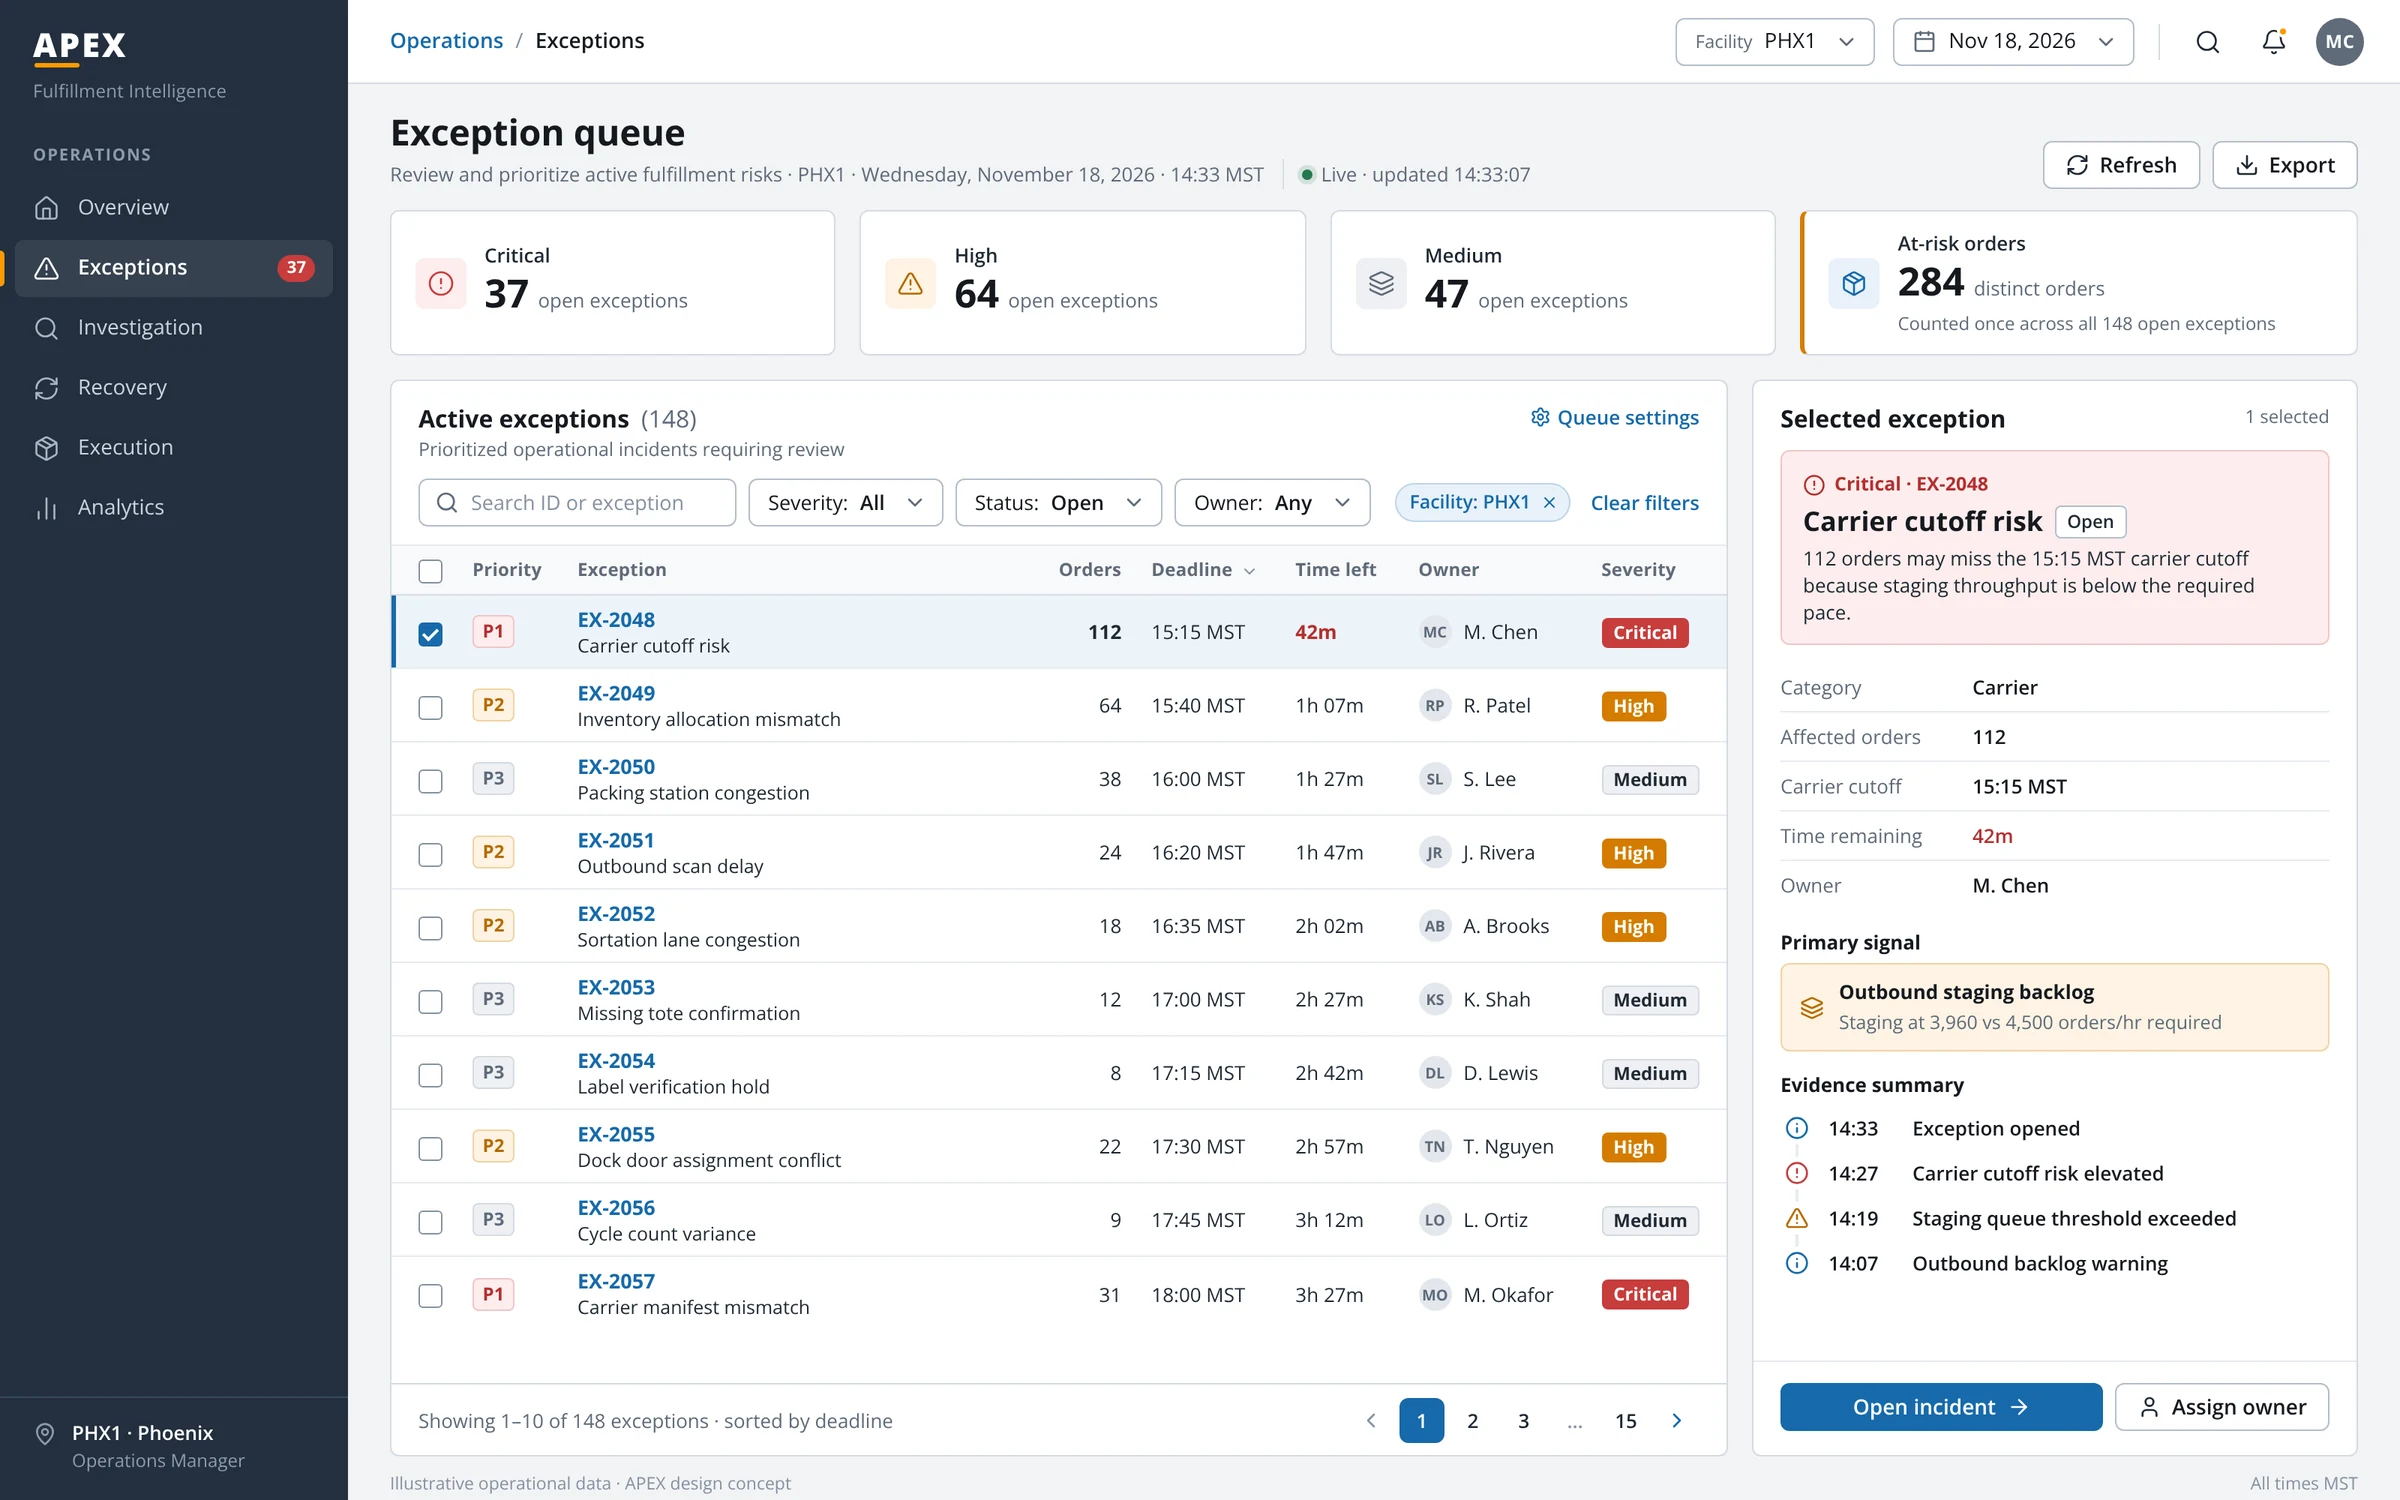 APEX
Fulfillment Intelligence
OPERATIONS
Overview
Exceptions 37
Investigation
Recovery
Execution
Analytics
PHX1 · Phoenix
Operations Manager
Operations / Exceptions
Facility PHX1
Nov 18, 2026
MC
Exception queue
Review and prioritize active fulfillment risks · PHX1 · Wednesday, November 18, 2026 · 14:33 MST
Live · updated 14:33:07
Refresh
Export
Critical
37 open exceptions
High
64 open exceptions
Medium
47 open exceptions
At-risk orders
284 distinct orders
Counted once across all 148 open exceptions
Active exceptions (148)
Queue settings
Prioritized operational incidents requiring review
Search ID or exception
Severity: All
Status: Open
Owner: Any
Facility: PHX1 ×
Clear filters
Priority Exception Orders Deadline Time left Owner Severity
P1 EX-2048 112 15:15 MST 42m MC M. Chen Critical
Carrier cutoff risk
P2 EX-2049 64 15:40 MST 1h 07m RP R. Patel High
Inventory allocation mismatch
P3 EX-2050 38 16:00 MST 1h 27m SL S. Lee Medium
Packing station congestion
P2 EX-2051 24 16:20 MST 1h 47m JR J. Rivera High
Outbound scan delay
P2 EX-2052 18 16:35 MST 2h 02m AB A. Brooks High
Sortation lane congestion
P3 EX-2053 12 17:00 MST 2h 27m KS K. Shah Medium
Missing tote confirmation
P3 EX-2054 8 17:15 MST 2h 42m DL D. Lewis Medium
Label verification hold
P2 EX-2055 22 17:30 MST 2h 57m TN T. Nguyen High
Dock door assignment conflict
P3 EX-2056 9 17:45 MST 3h 12m LO L. Ortiz Medium
Cycle count variance
P1 EX-2057 31 18:00 MST 3h 27m MO M. Okafor Critical
Carrier manifest mismatch
Showing 1–10 of 148 exceptions · sorted by deadline
1 2 3 ... 15
Selected exception
1 selected
Critical · EX-2048
Carrier cutoff risk Open
112 orders may miss the 15:15 MST carrier cutoff
because staging throughput is below the required
pace.
Category Carrier
Affected orders 112
Carrier cutoff 15:15 MST
Time remaining 42m
Owner M. Chen
Primary signal
Outbound staging backlog
Staging at 3,960 vs 4,500 orders/hr required
Evidence summary
14:33 Exception opened
14:27 Carrier cutoff risk elevated
14:19 Staging queue threshold exceeded
14:07 Outbound backlog warning
Open incident →
Assign owner
Illustrative operational data · APEX design concept
All times MST